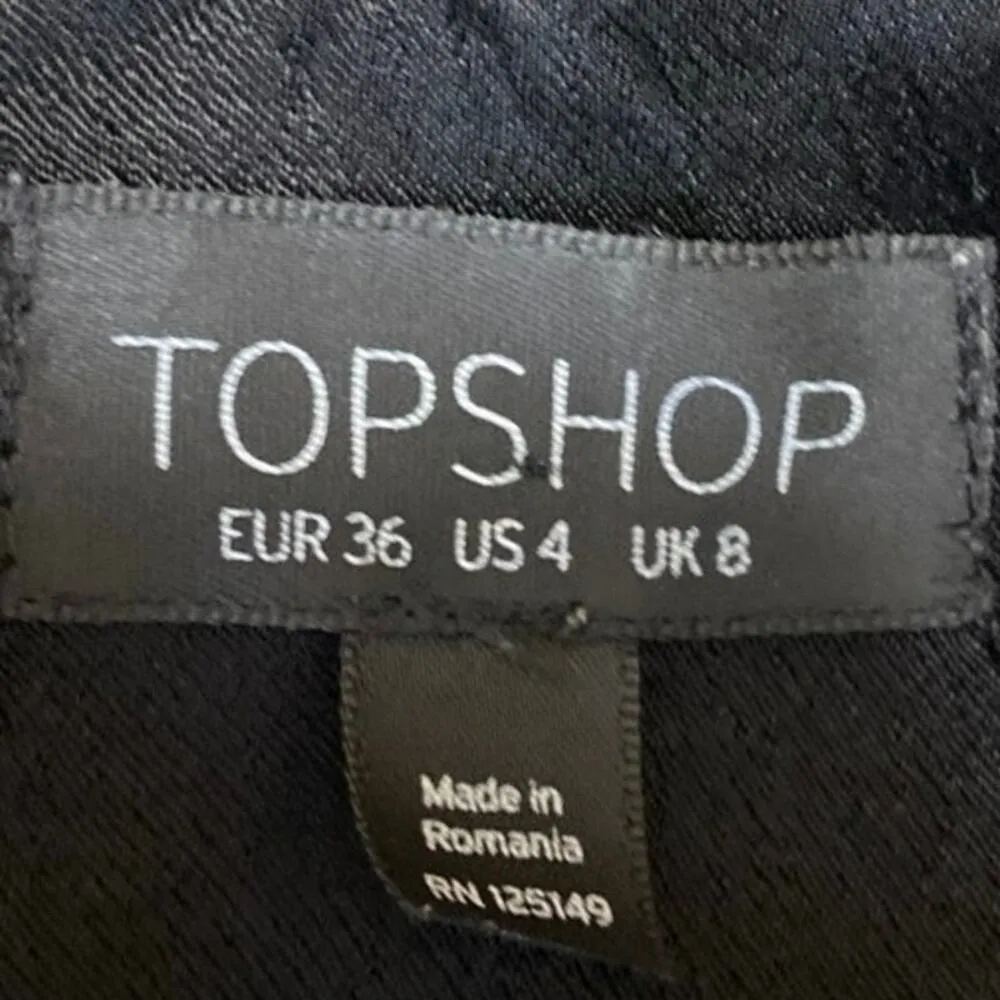 TOPSHOP
EUR 36 US 4 UK 8
Made in
Romania
RN 125149